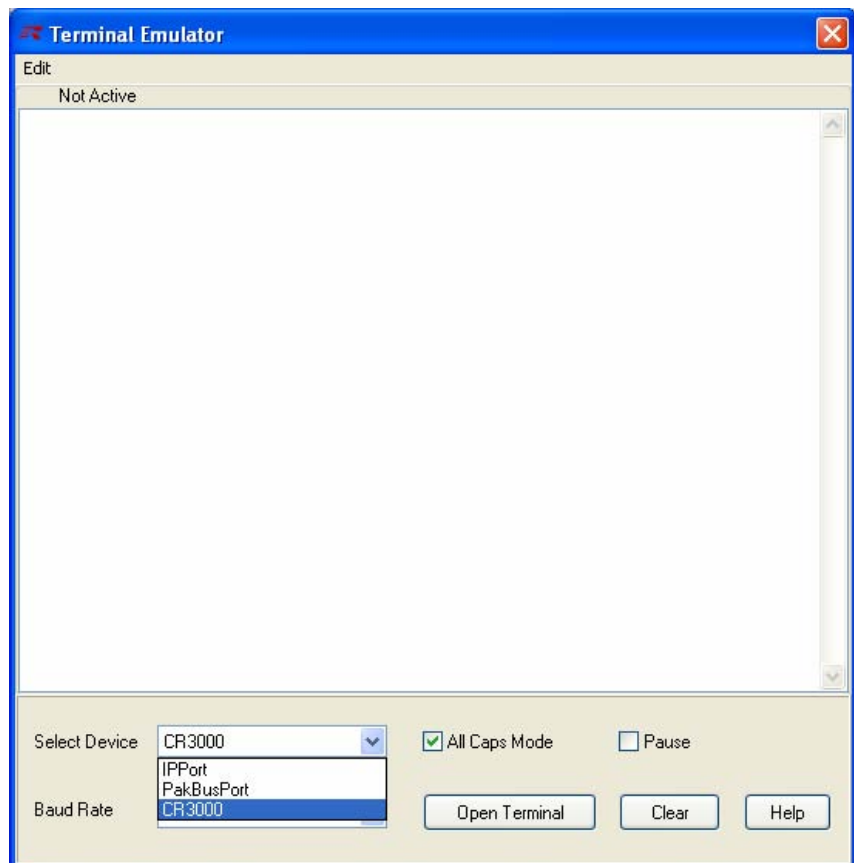 Terminal Emulator
Edit
Not Active
Select Device CR3000 All Caps Mode Pause
IPPort
PakBusPort
CR3000
Baud Rate Open Terminal Clear Help